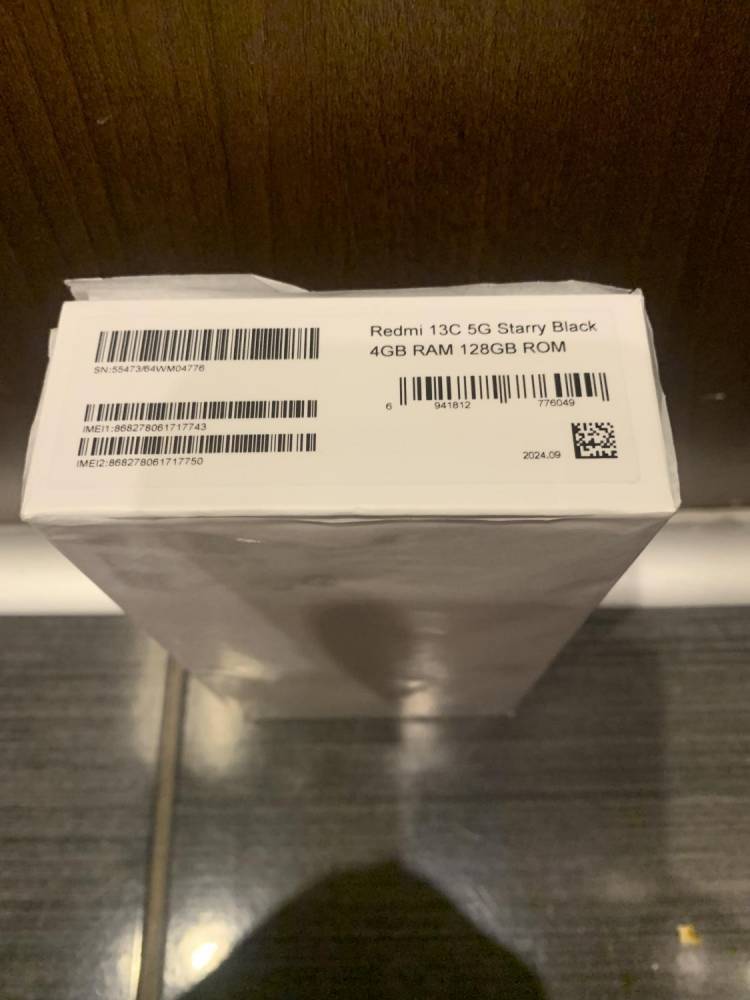 SN:55473/64WM04776
IMEI1:868278061717743
IMEI2:868278061717750
Redmi 13C 5G Starry Black
4GB RAM 128GB ROM
6 941812 776049
2024.09